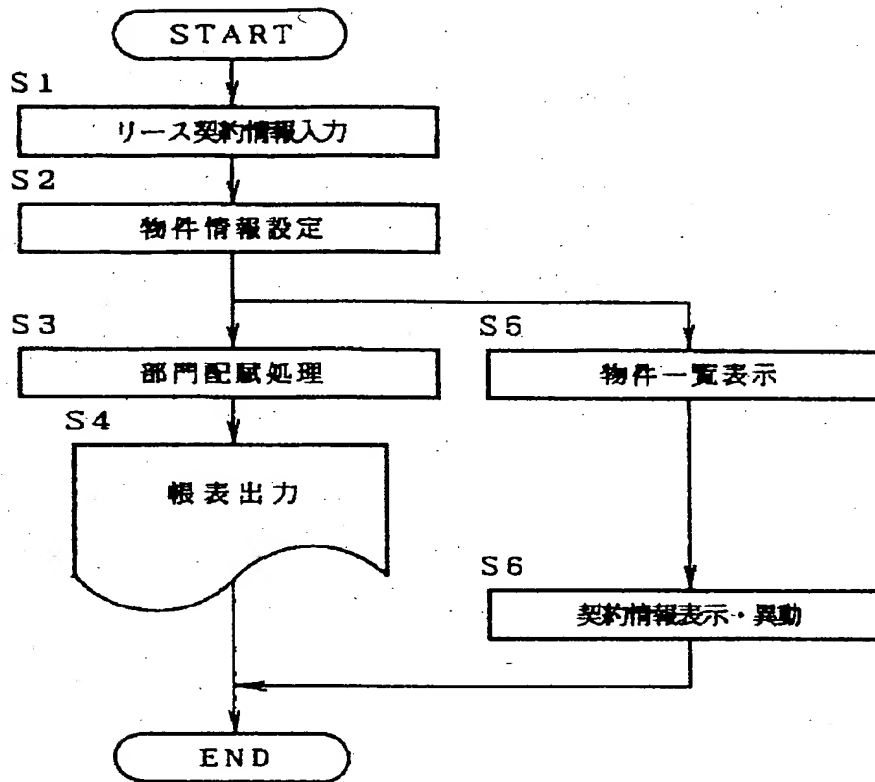 START
S1
リース契約情報入力
S2
物件情報設定
S3
部門配賦処理
S4
帳表出力
S5
物件一覧表示
S6
契約情報表示・異動
END